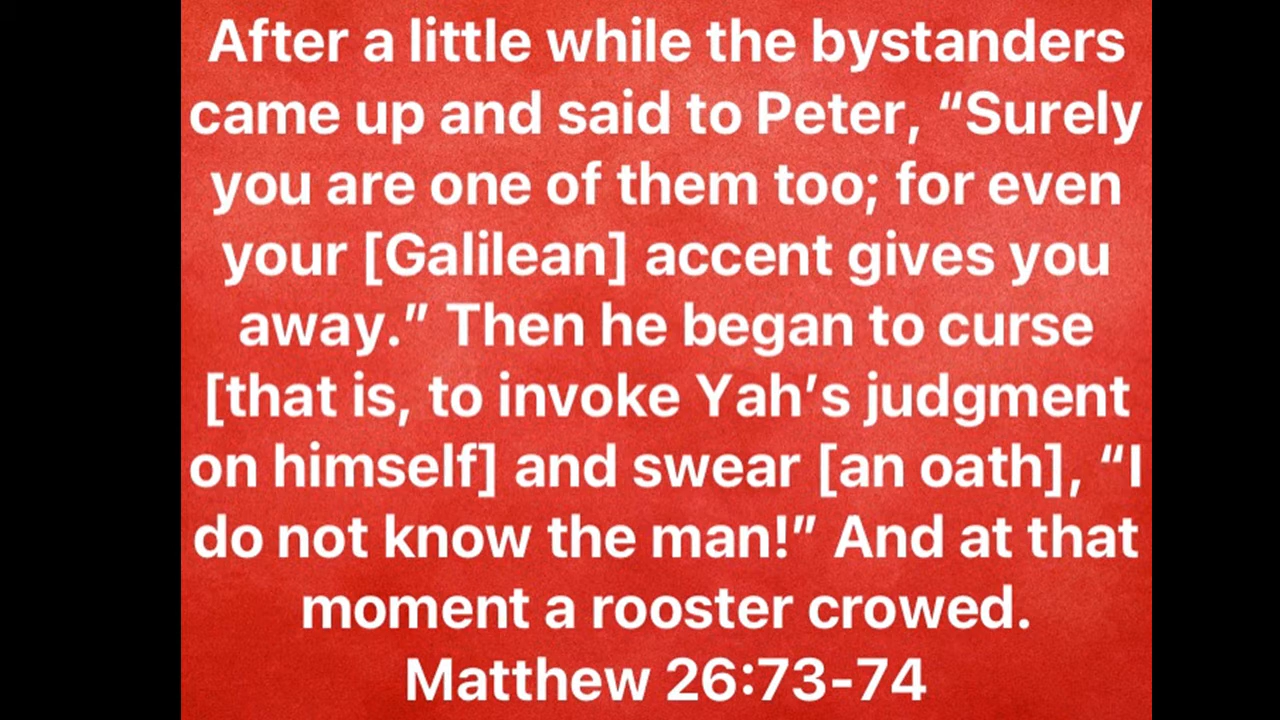 After a little while the bystanders
came up and said to Peter, “Surely
you are one of them too; for even
your [Galilean] accent gives you
away.” Then he began to curse
[that is, to invoke Yah’s judgment
on himself] and swear [an oath], “I
do not know the man!” And at that
moment a rooster crowed.
Matthew 26:73-74